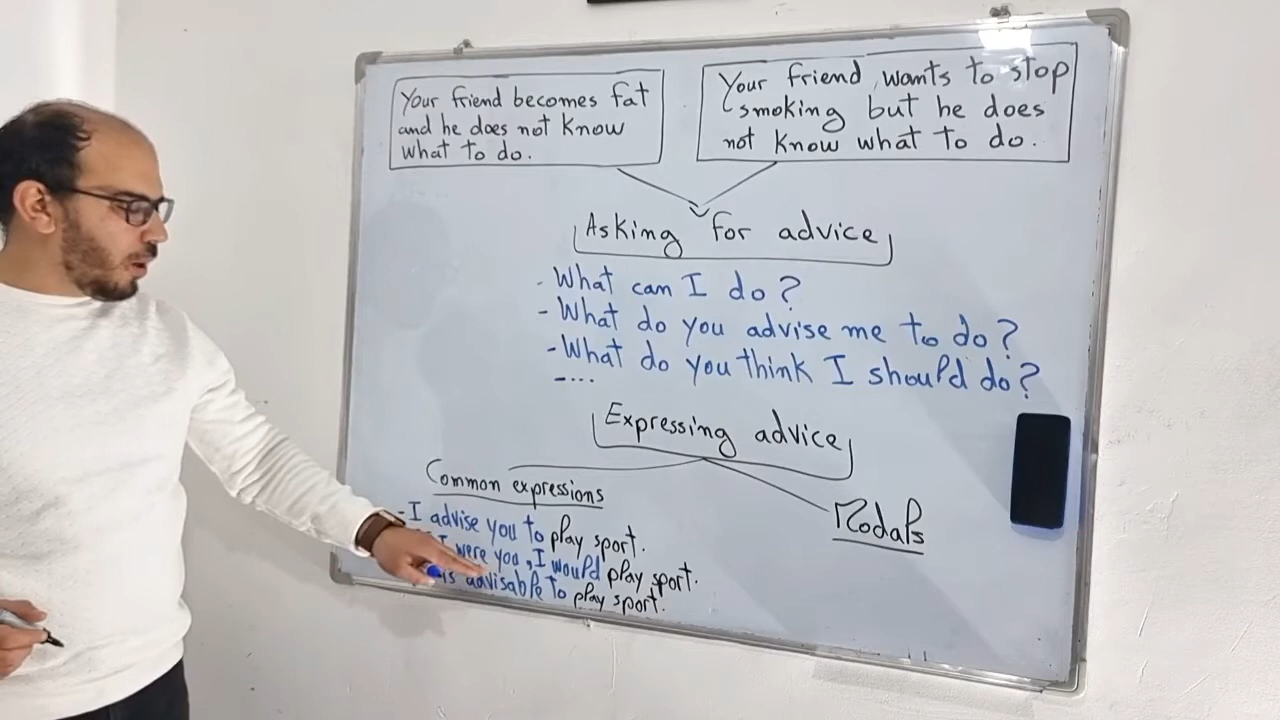 Your friend becomes fat
and he does not know
what to do.
Your friend wants to stop
smoking but he does
not know what to do.
Asking for advice
- What can I do?
- What do you advise me to do?
- What do you think I should do?
- ...
Expressing advice
Common expressions
- I advise you to play sport.
I were you, I would play sport.
is advisable to play sport.
Modals